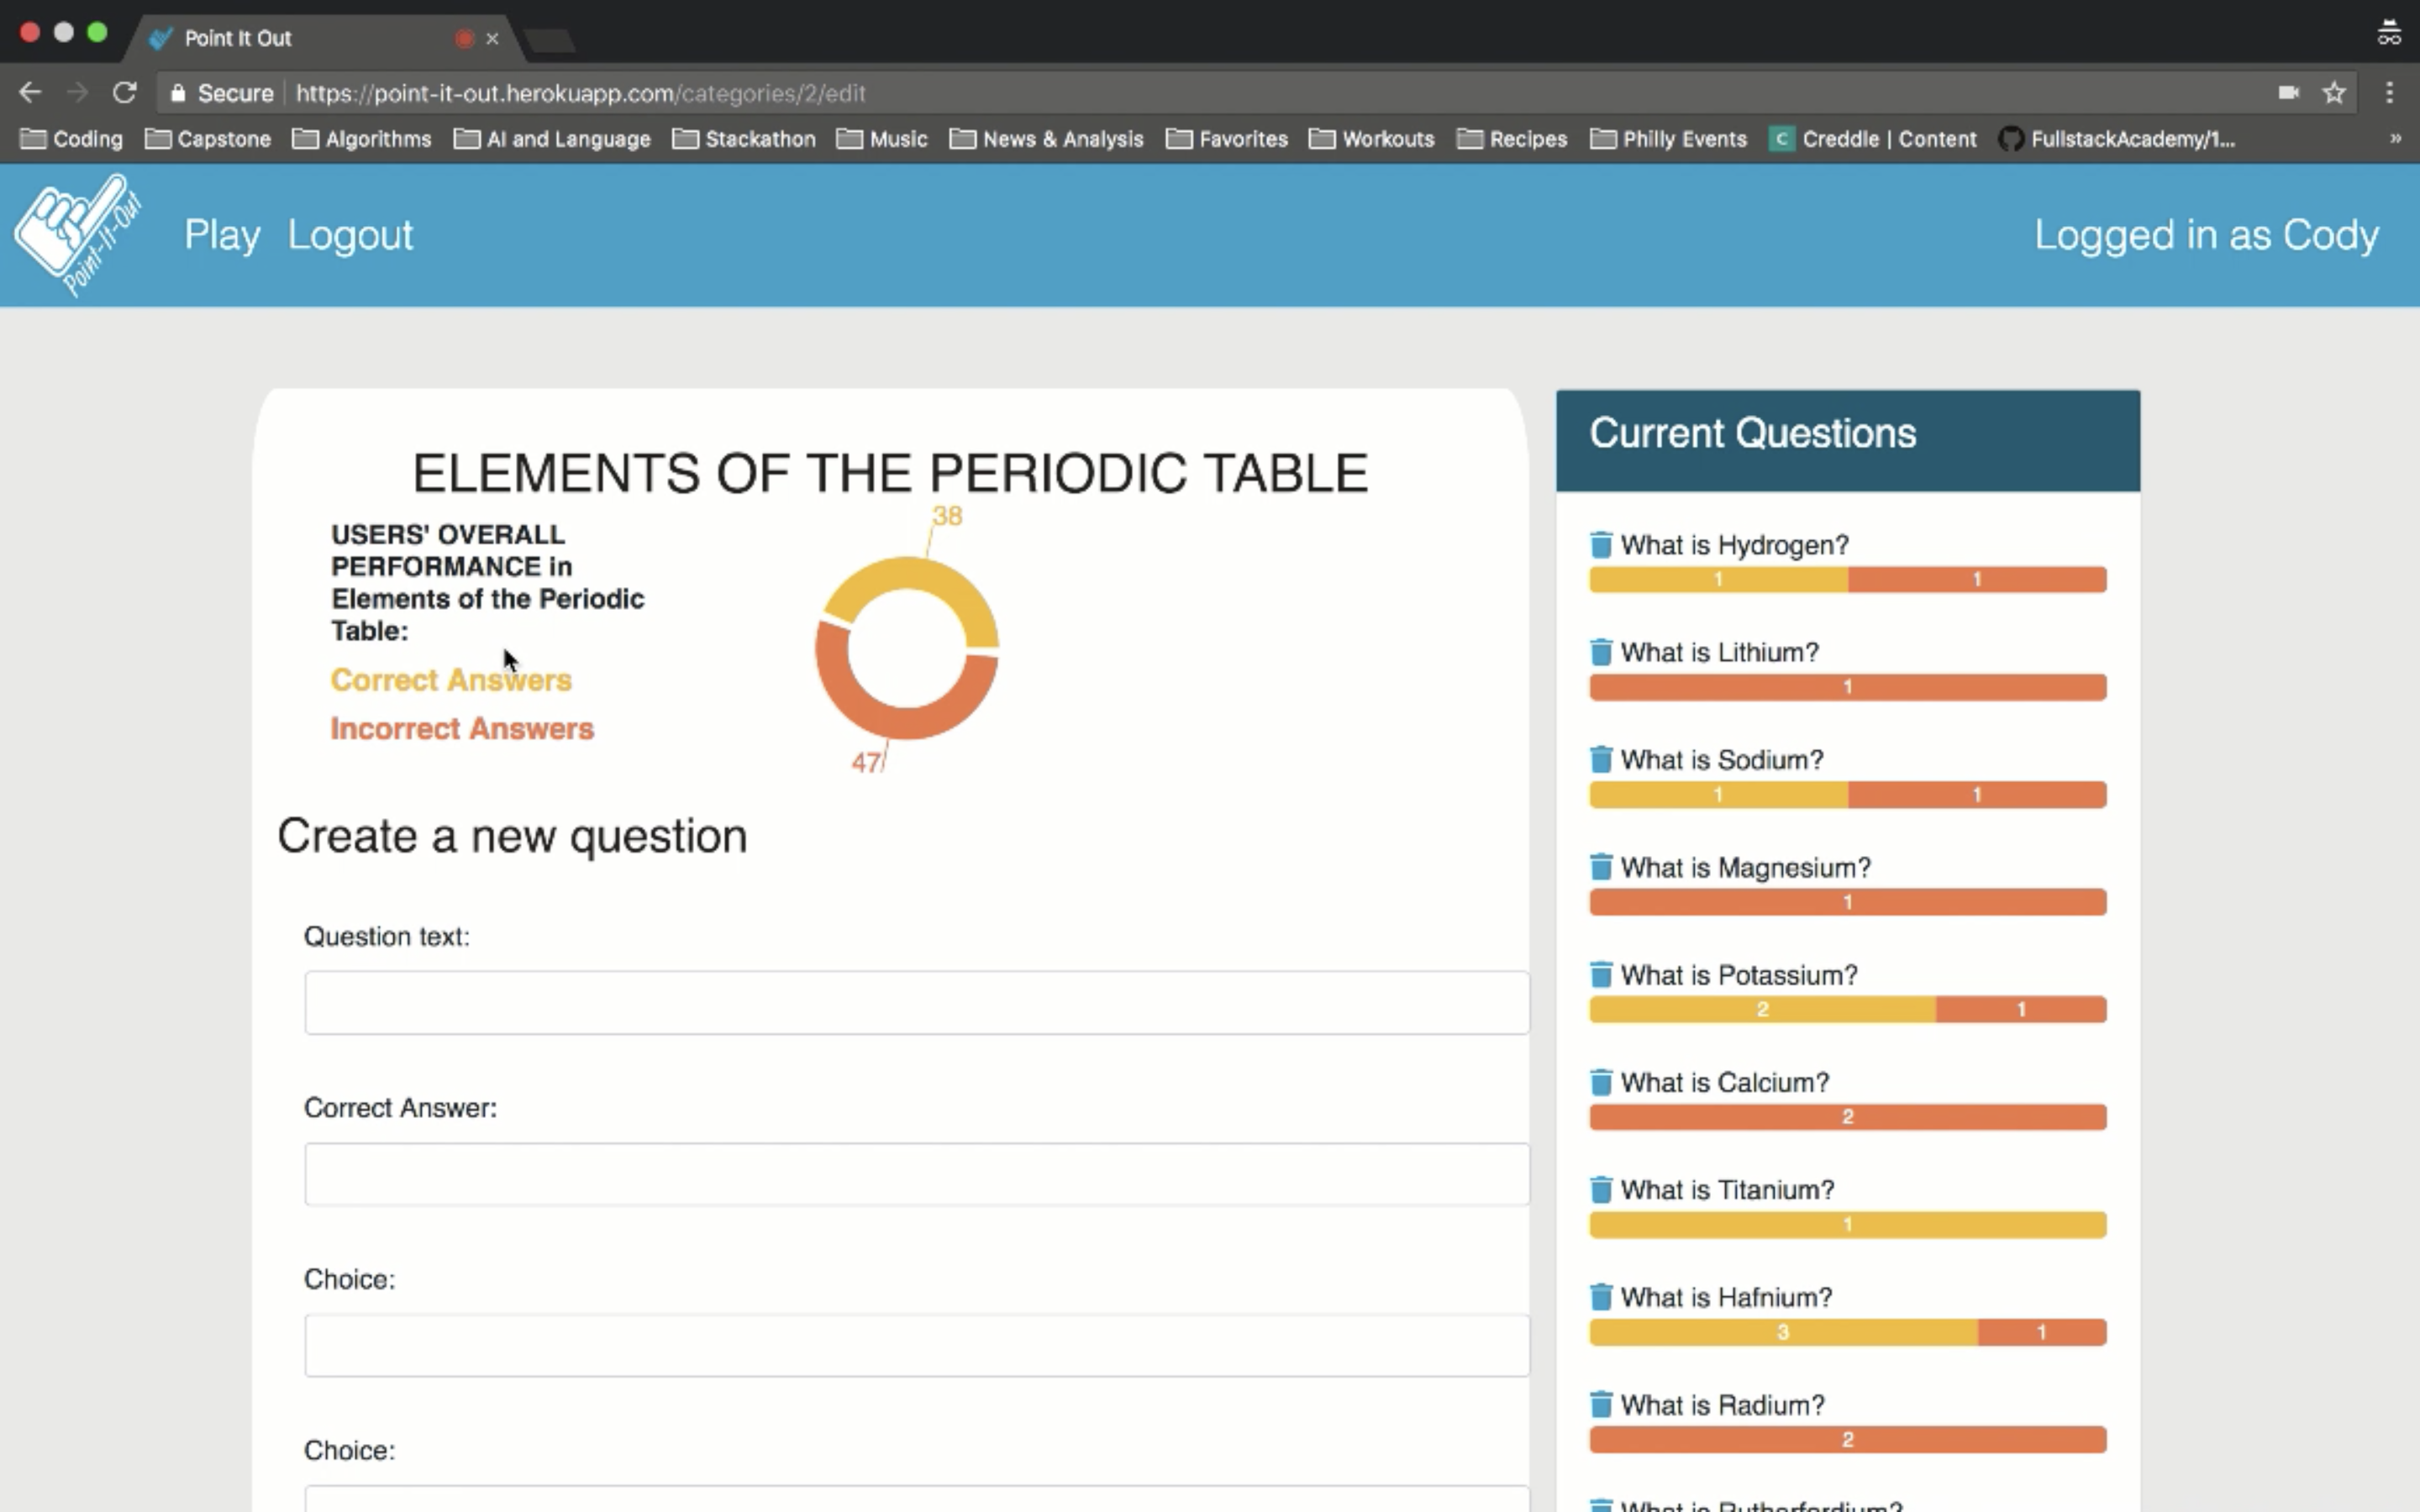 Point It Out
Secure https://point-it-out.herokuapp.com/categories/2/edit
Coding Capstone Algorithms AI and Language Stackathon Music News & Analysis Favorites Workouts Recipes Philly Events C Creddle | Content FullstackAcademy/1... »
Point-It-Out
Play Logout
Logged in as Cody
ELEMENTS OF THE PERIODIC TABLE
USERS' OVERALL
PERFORMANCE in
Elements of the Periodic
Table:
Correct Answers
Incorrect Answers
38
47
Create a new question
Question text:
Correct Answer:
Choice:
Choice:
Current Questions
What is Hydrogen?
1 1
What is Lithium?
1
What is Sodium?
1 1
What is Magnesium?
1
What is Potassium?
2 1
What is Calcium?
2
What is Titanium?
1
What is Hafnium?
3 1
What is Radium?
2
What is Rutherfordium?